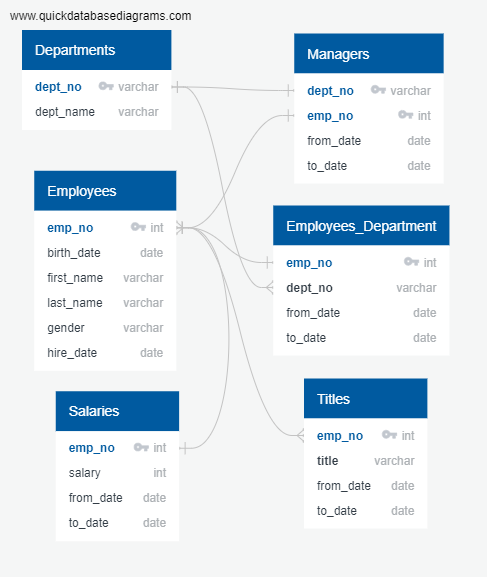 www.quickdatabasediagrams.com
Departments
dept_no varchar
dept_name varchar
Managers
dept_no varchar
emp_no int
from_date date
to_date date
Employees
emp_no int
birth_date date
first_name varchar
last_name varchar
gender varchar
hire_date date
Employees_Department
emp_no int
dept_no varchar
from_date date
to_date date
Salaries
emp_no int
salary int
from_date date
to_date date
Titles
emp_no int
title varchar
from_date date
to_date date